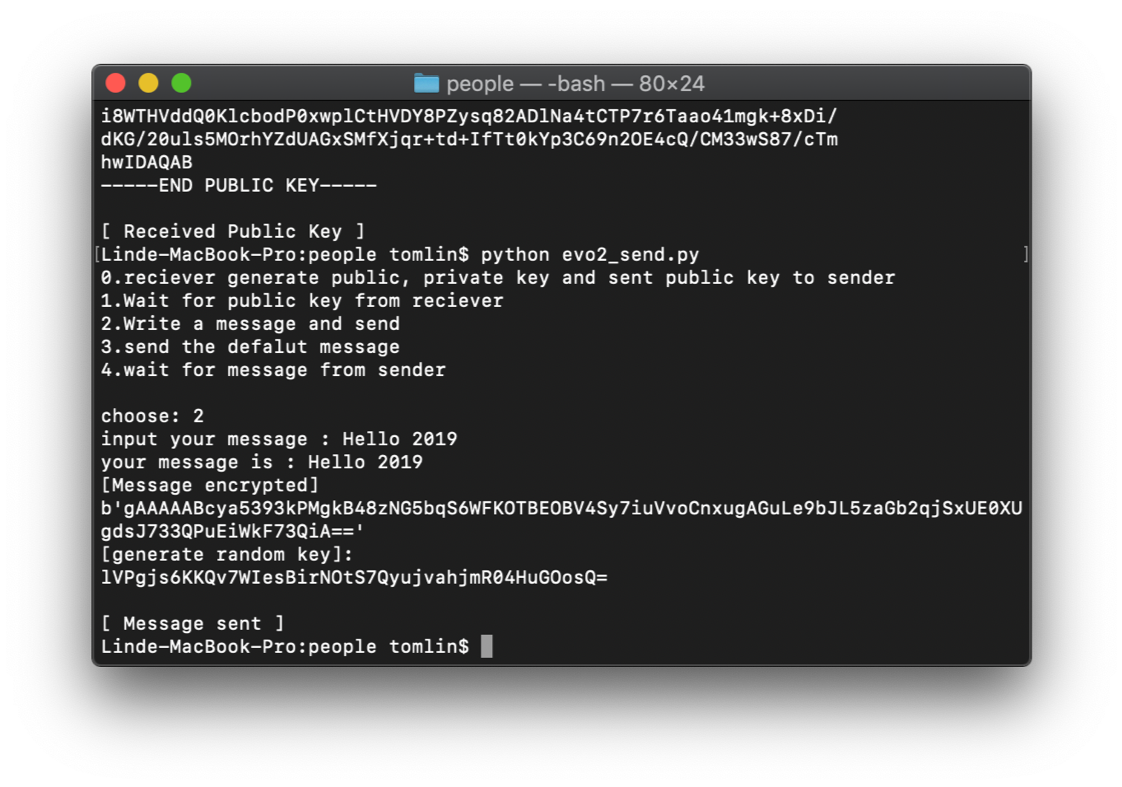 people — -bash — 80×24
i8WTHVddQ0KlcbodP0xwplCtHVDY8PZysq82ADlNa4tCTP7r6Taao41mgk+8xDi/
dKG/20uls5MOrhYZdUAGxSMfXjqr+td+IfTt0kYp3C69n2OE4cQ/CM33wS87/cTm
hwIDAQAB
-----END PUBLIC KEY-----
[ Received Public Key ]
[Linde-MacBook-Pro:people tomlin$ python evo2_send.py ]
0.reciever generate public, private key and sent public key to sender
1.Wait for public key from reciever
2.Write a message and send
3.send the defalut message
4.wait for message from sender
choose: 2
input your message : Hello 2019
your message is : Hello 2019
[Message encrypted]
b'gAAAAABcya5393kPMgkB48zNG5bqS6WFKOTBEOBV4Sy7iuVvoCnxugAGuLe9bJL5zaGb2qjSxUE0XU
gdsJ733QPuEiWkF73QiA=='
[generate random key]:
lVPgjs6KKQv7WIesBirNOtS7QyujvahjmR04HuGOosQ=
[ Message sent ]
Linde-MacBook-Pro:people tomlin$